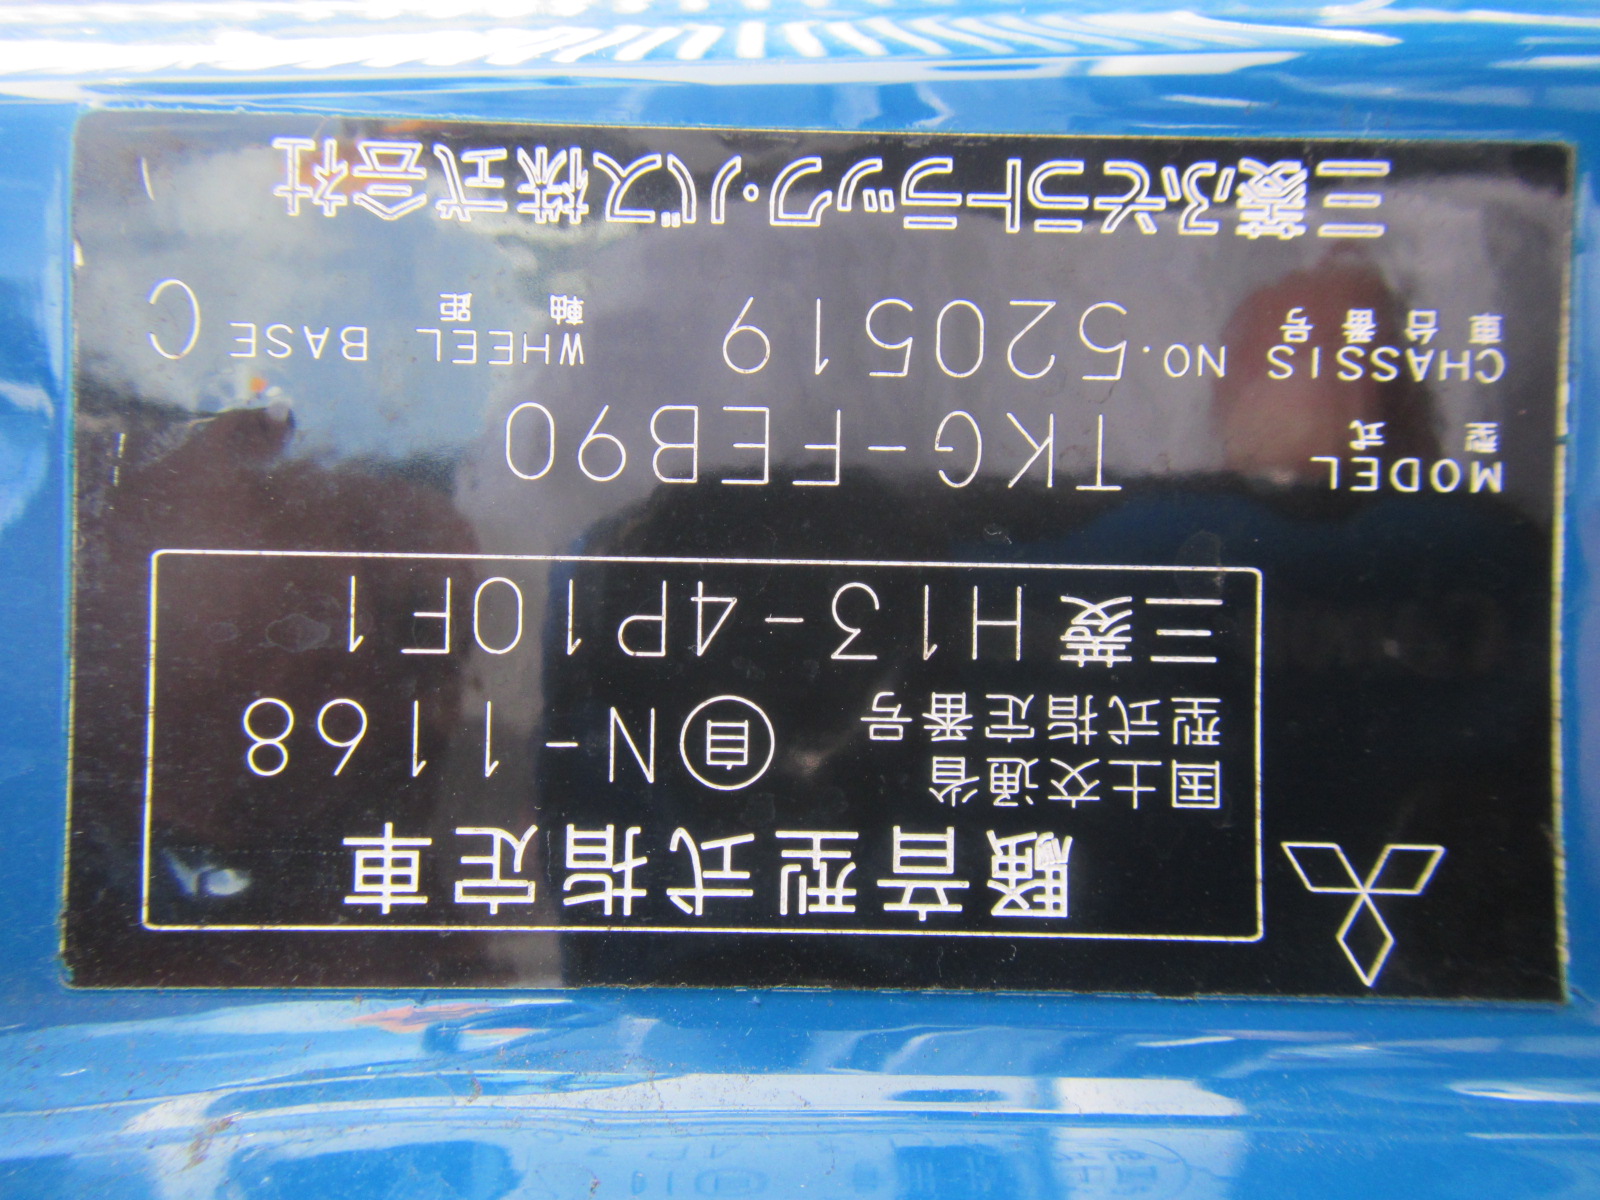 騒音型式指定車
国土交通省
型式指定番号 自 N-1168
三菱 H13-4P10F1
型式
MODEL TKG-FEB90
車台番号 軸距
CHASSIS NO. 520519 WHEEL BASE C
三菱ふそうトラック・バス株式会社